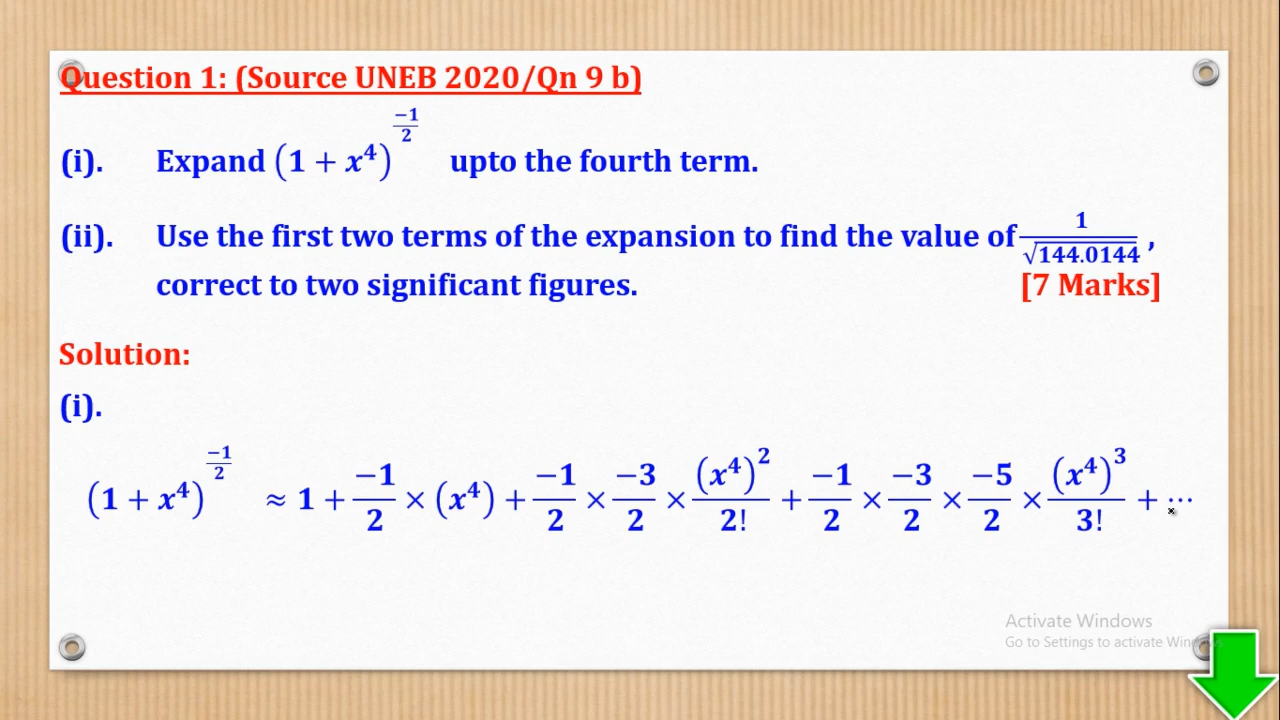 Question 1: (Source UNEB 2020/Qn 9 b)
(i). Expand (1 + x⁴)^(−1/2) upto the fourth term.
(ii). Use the first two terms of the expansion to find the value of 1/√144.0144 ,
correct to two significant figures. [7 Marks]
Solution:
(i).
(1 + x⁴)^(−1/2) ≈ 1 + −1/2 × (x⁴) + −1/2 × −3/2 × (x⁴)²/2! + −1/2 × −3/2 × −5/2 × (x⁴)³/3! + ⋯
Activate Windows
Go to Settings to activate Windows